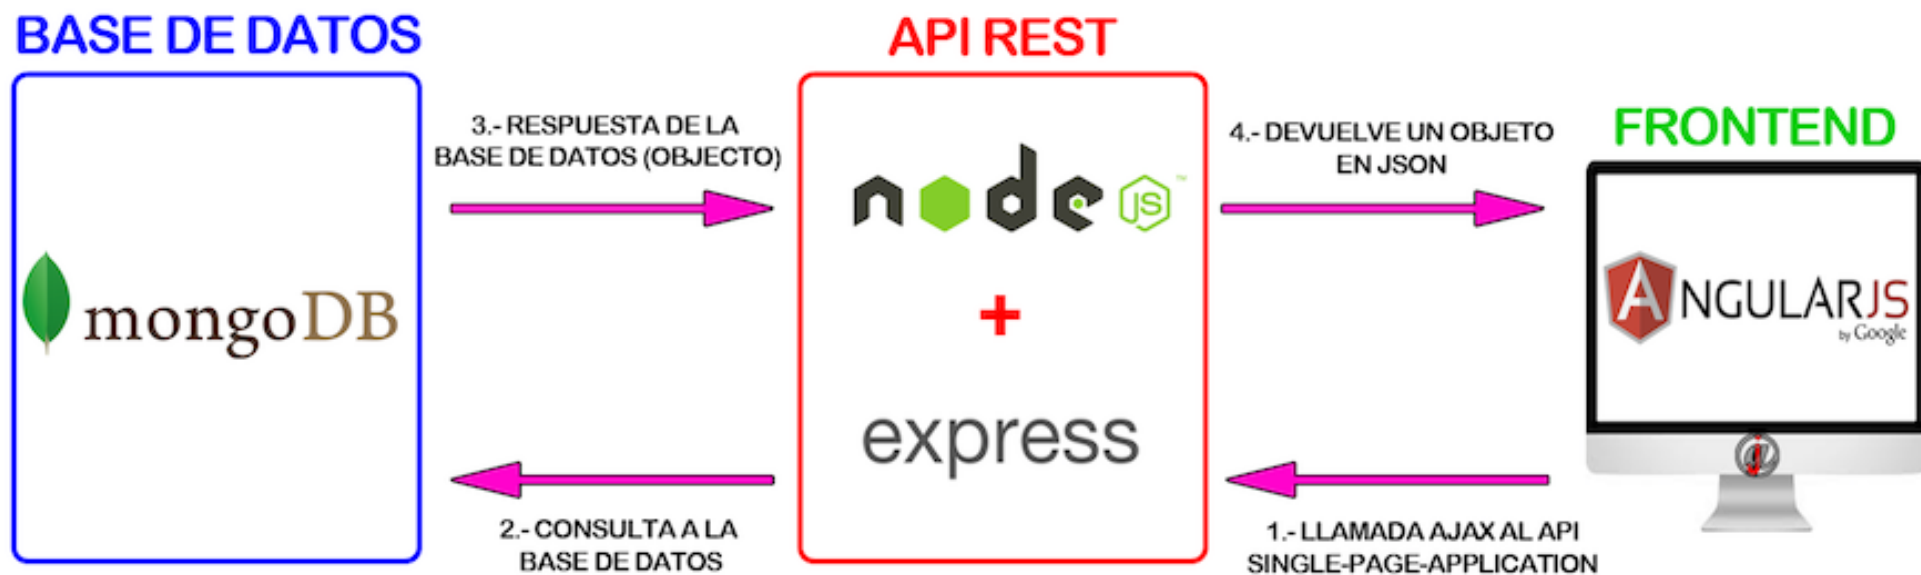 BASE DE DATOS
mongoDB
3.- RESPUESTA DE LA
BASE DE DATOS (OBJECTO)
2.- CONSULTA A LA
BASE DE DATOS
API REST
node JS
™
+
express
4.- DEVUELVE UN OBJETO
EN JSON
1.- LLAMADA AJAX AL API
SINGLE-PAGE-APPLICATION
FRONTEND
ANGULARJS
by Google